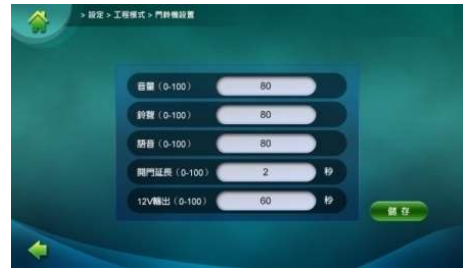 > 設定 > 工程模式 > 門鈴機設置
音量（0-100） 80
鈴聲（0-100） 80
語音（0-100） 80
開門延長（0-100） 2 秒
12V輸出（0-100） 60 秒
儲存